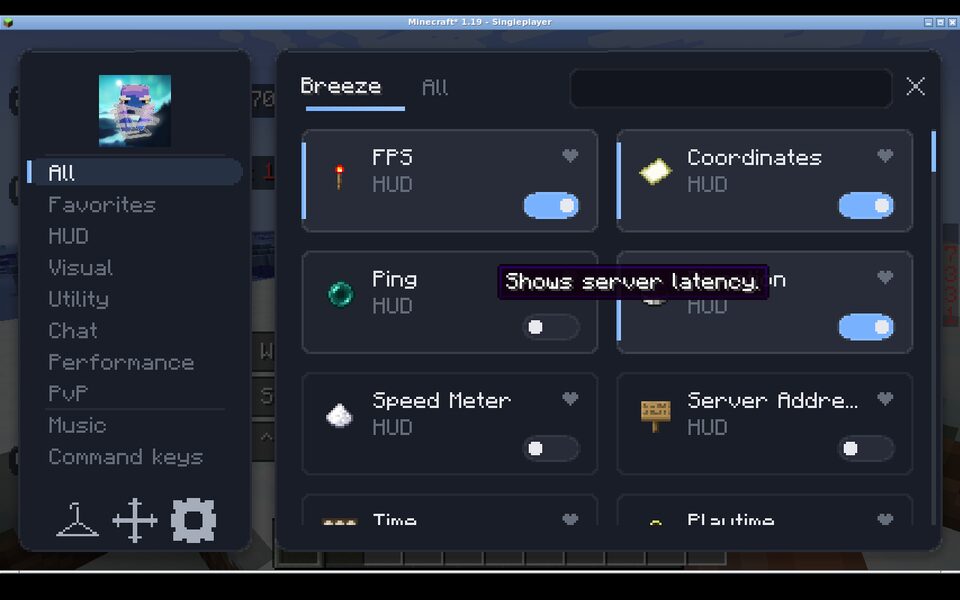 Minecraft* 1.19 - Singleplayer
Breeze
All
All
Favorites
HUD
Visual
Utility
Chat
Performance
PvP
Music
Command keys
FPS
HUD
Coordinates
HUD
Ping
HUD
Shows server latency.
HUD
Speed Meter
HUD
Server Addre...
HUD
Time
Playtime